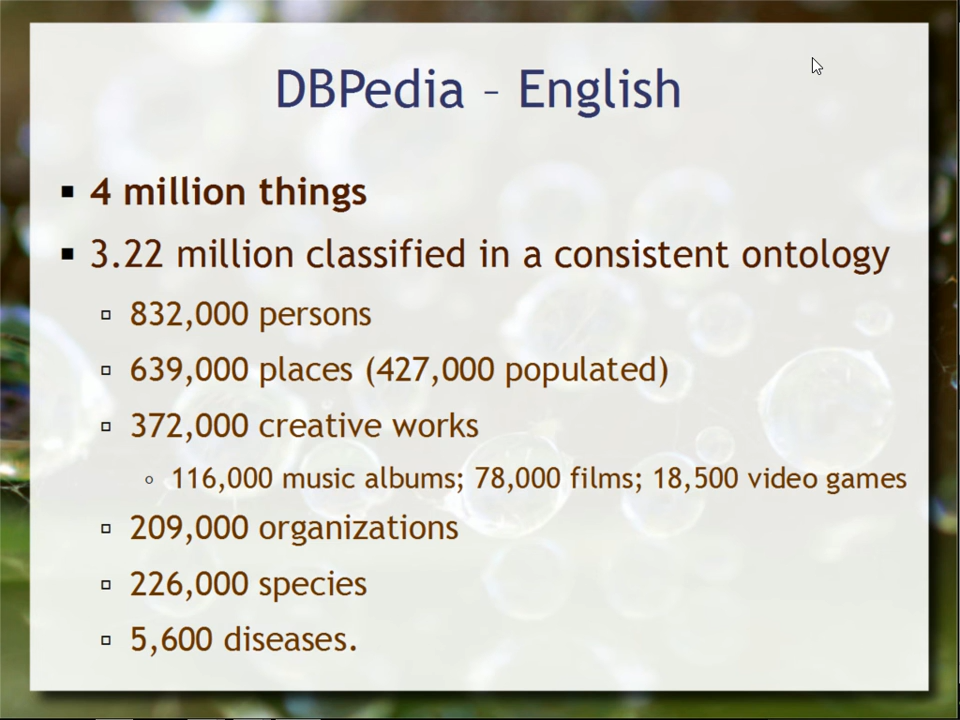 DBPedia – English
▪ 4 million things
▪ 3.22 million classified in a consistent ontology
▫ 832,000 persons
▫ 639,000 places (427,000 populated)
▫ 372,000 creative works
◦ 116,000 music albums; 78,000 films; 18,500 video games
▫ 209,000 organizations
▫ 226,000 species
▫ 5,600 diseases.